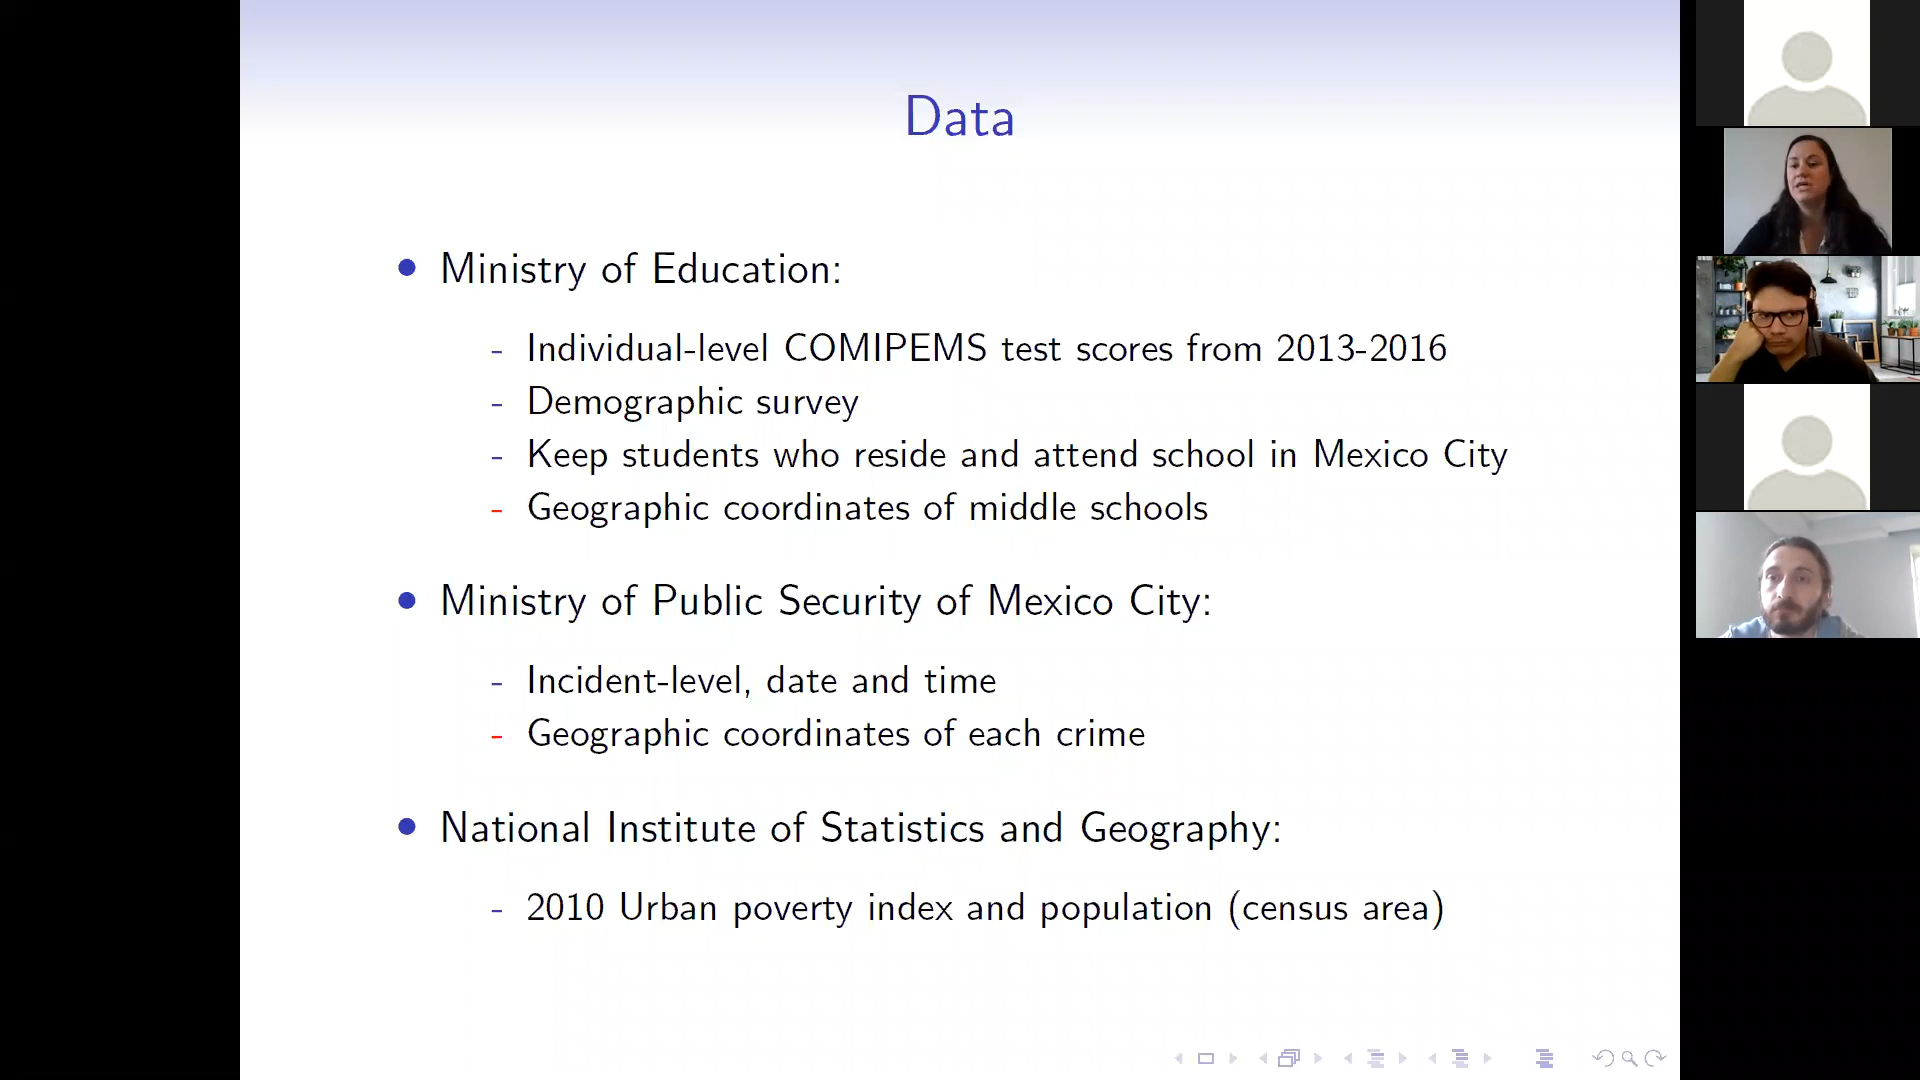 Data
• Ministry of Education:
- Individual-level COMIPEMS test scores from 2013-2016
- Demographic survey
- Keep students who reside and attend school in Mexico City
- Geographic coordinates of middle schools
• Ministry of Public Security of Mexico City:
- Incident-level, date and time
- Geographic coordinates of each crime
• National Institute of Statistics and Geography:
- 2010 Urban poverty index and population (census area)